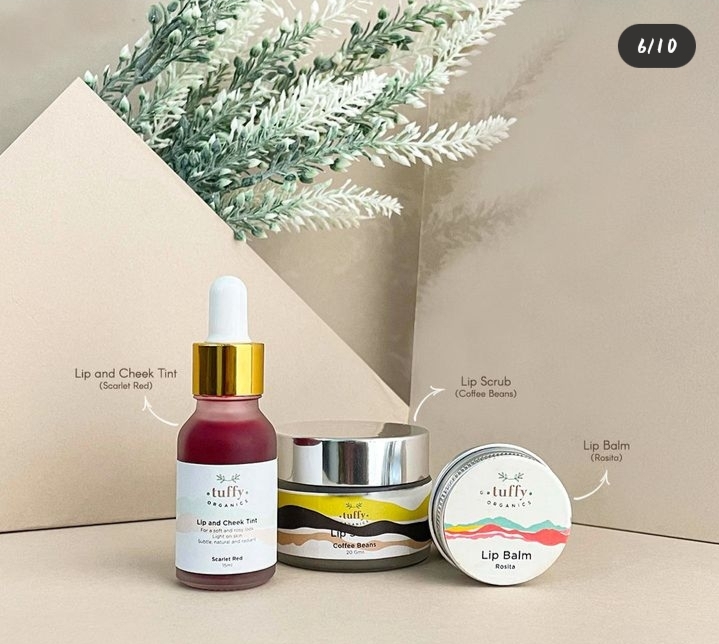 6/10
Lip and Cheek Tint
(Scarlet Red)
Lip Scrub
(Coffee Beans)
Lip Balm
(Rosita)
tuffy
ORGANICS
Lip and Cheek Tint
For a soft and rosy look
Light on skin
Subtle, natural and radiant
Scarlet Red
15ml
tuffy
ORGANICS
Lip
Coffee Beans
20 Gms
tuffy
ORGANICS
Lip Balm
Rosita